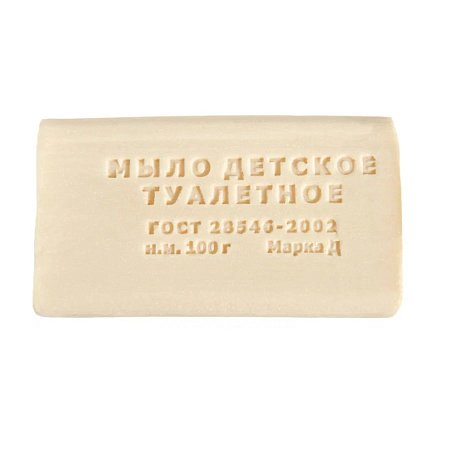 МЫЛО ДЕТСКОЕ
ТУАЛЕТНОЕ
ГОСТ 28546-2002
н.м. 100 г Марка Д